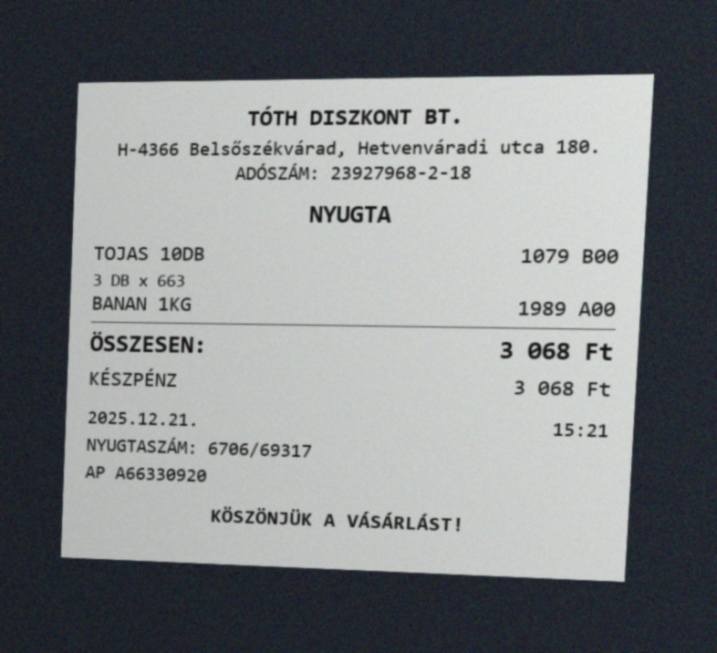 TÓTH DISZKONT BT.
H-4366 Belsőszékvárad, Hetvenváradi utca 180.
ADÓSZÁM: 23927968-2-18
NYUGTA
TOJAS 10DB 1079 B00
3 DB x 663
BANAN 1KG 1989 A00
ÖSSZESEN: 3 068 Ft
KÉSZPÉNZ 3 068 Ft
2025.12.21. 15:21
NYUGTASZÁM: 6706/69317
AP A66330920
KÖSZÖNJÜK A VÁSÁRLÁST!